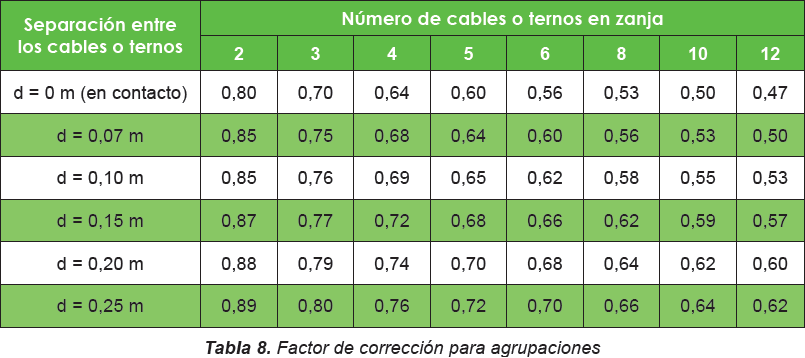 Separación entre
los cables o ternos
Número de cables o ternos en zanja
2 3 4 5 6 8 10 12
d = 0 m (en contacto) 0,80 0,70 0,64 0,60 0,56 0,53 0,50 0,47
d = 0,07 m 0,85 0,75 0,68 0,64 0,60 0,56 0,53 0,50
d = 0,10 m 0,85 0,76 0,69 0,65 0,62 0,58 0,55 0,53
d = 0,15 m 0,87 0,77 0,72 0,68 0,66 0,62 0,59 0,57
d = 0,20 m 0,88 0,79 0,74 0,70 0,68 0,64 0,62 0,60
d = 0,25 m 0,89 0,80 0,76 0,72 0,70 0,66 0,64 0,62
Tabla 8. Factor de corrección para agrupaciones